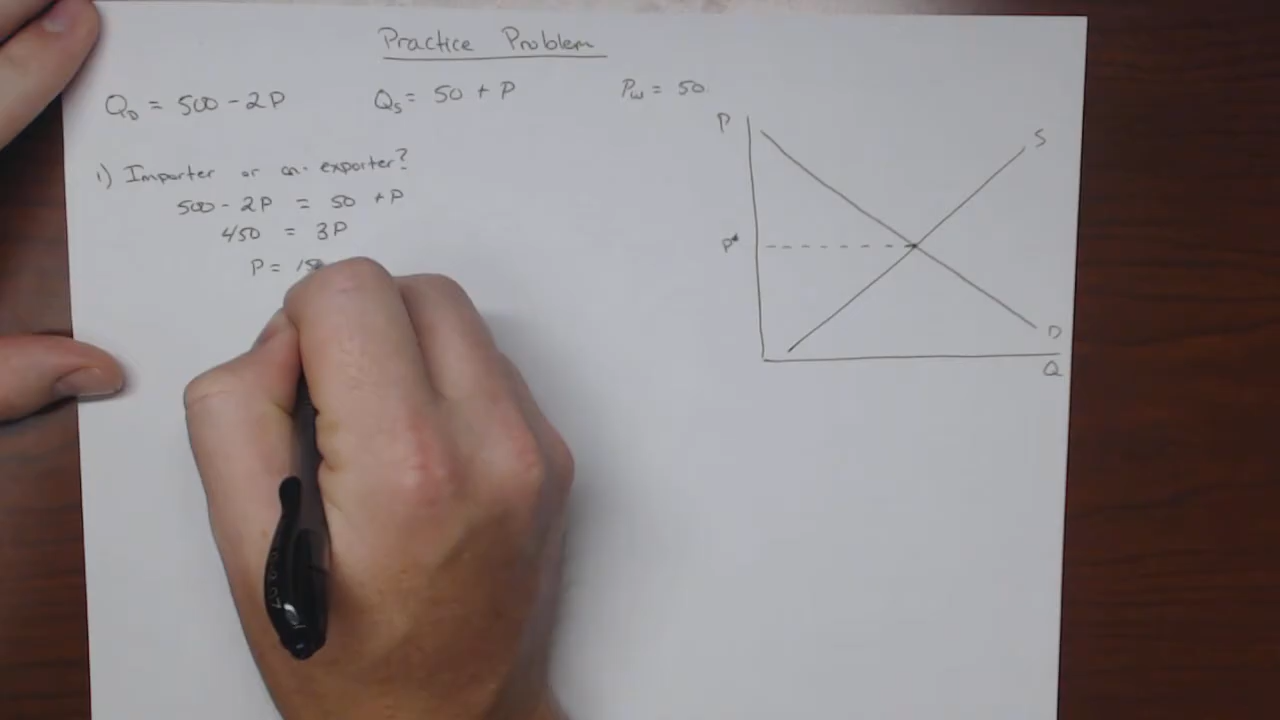 Practice Problem
Q_D = 500 - 2P Q_S = 50 + P P_w = 50
1) Importer or an exporter?
500 - 2P = 50 + P
450 = 3P
P = 150
P
S
P*
D
Q